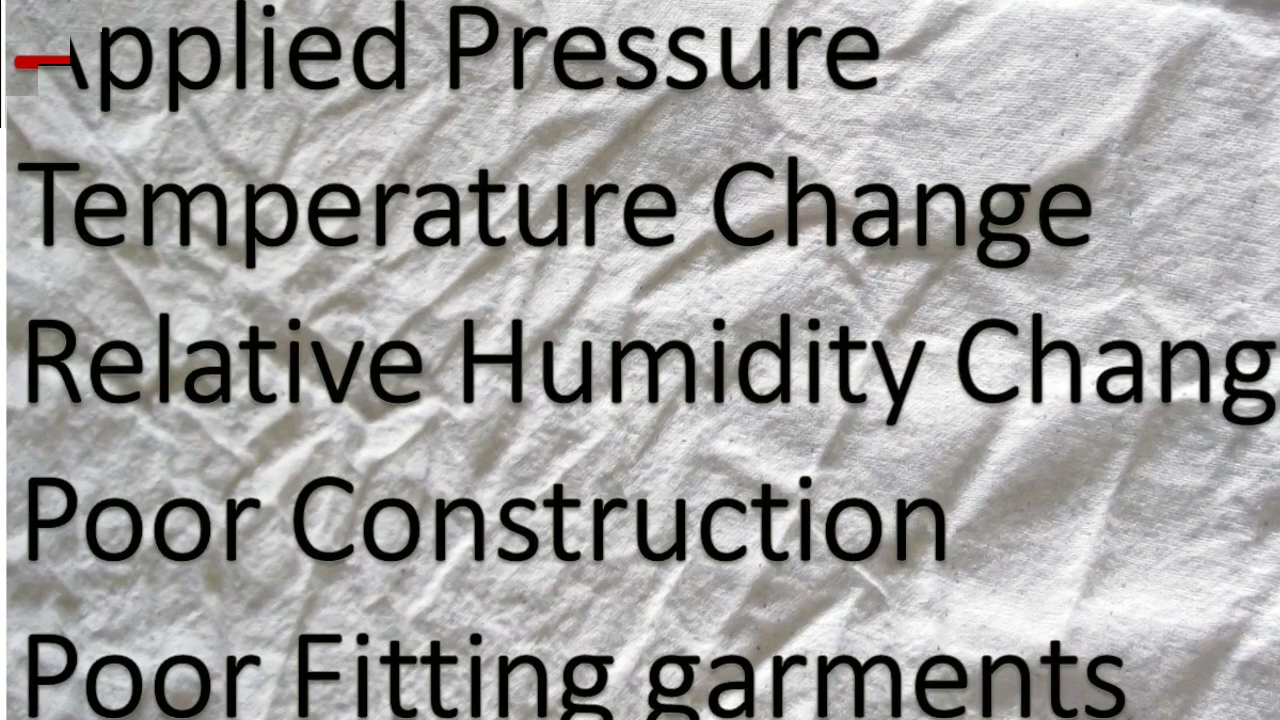 Applied Pressure
Temperature Change
Relative Humidity Chang
Poor Construction
Poor Fitting garments